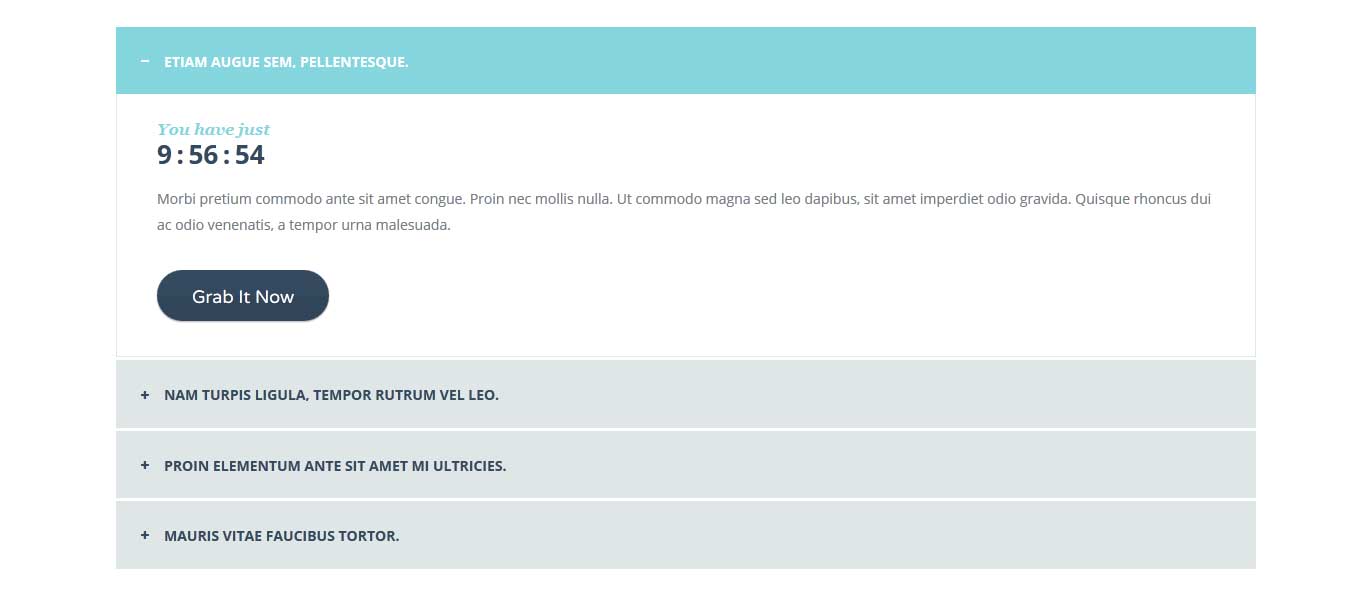 − ETIAM AUGUE SEM, PELLENTESQUE.
You have just
9:56:54
Morbi pretium commodo ante sit amet congue. Proin nec mollis nulla. Ut commodo magna sed leo dapibus, sit amet imperdiet odio gravida. Quisque rhoncus dui
ac odio venenatis, a tempor urna malesuada.
Grab It Now
+ NAM TURPIS LIGULA, TEMPOR RUTRUM VEL LEO.
+ PROIN ELEMENTUM ANTE SIT AMET MI ULTRICIES.
+ MAURIS VITAE FAUCIBUS TORTOR.